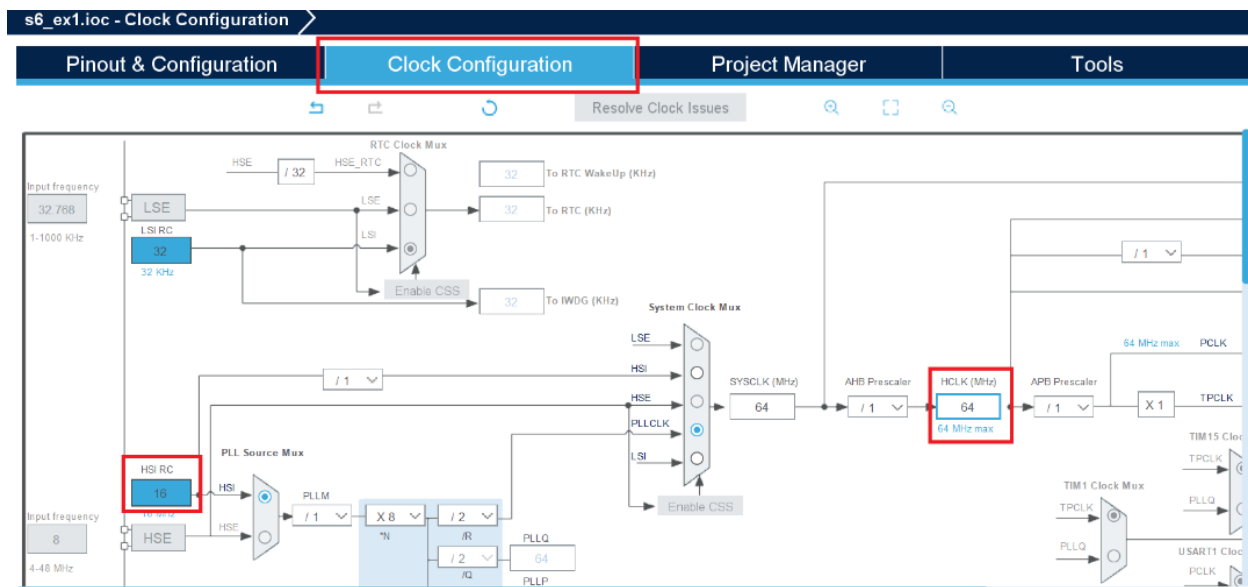 s6_ex1.ioc - Clock Configuration
Pinout & Configuration
Clock Configuration
Project Manager
Tools
Resolve Clock Issues
RTC Clock Mux
HSE
/ 32
HSE_RTC
32
To RTC WakeUp (KHz)
Input frequency
32.768
1-1000 KHz
LSE
LSE
32
To RTC (KHz)
LSI RC
32
32 KHz
LSI
/ 1
Enable CSS
32
To IWDG (KHz)
System Clock Mux
LSE
64 MHz max
PCLK
HSI
/ 1
SYSCLK (MHz)
AHB Prescaler
HCLK (MHz)
APB Prescaler
HSE
64
/ 1
64
/ 1
X 1
TPCLK
PLLCLK
64 MHz max
LSI
TIM15 Cloc
TPCLK
PLL Source Mux
HSI RC
16
16 MHz
HSI
PLLM
TIM1 Clock Mux
Enable CSS
PLLQ
TPCLK
Input frequency
8
4-48 MHz
HSE
HSE
/ 1
X 8
*N
/ 2
/R
PLLQ
PLLQ
/ 2
/Q
64
PLLP
USART1 Cloc
PCLK